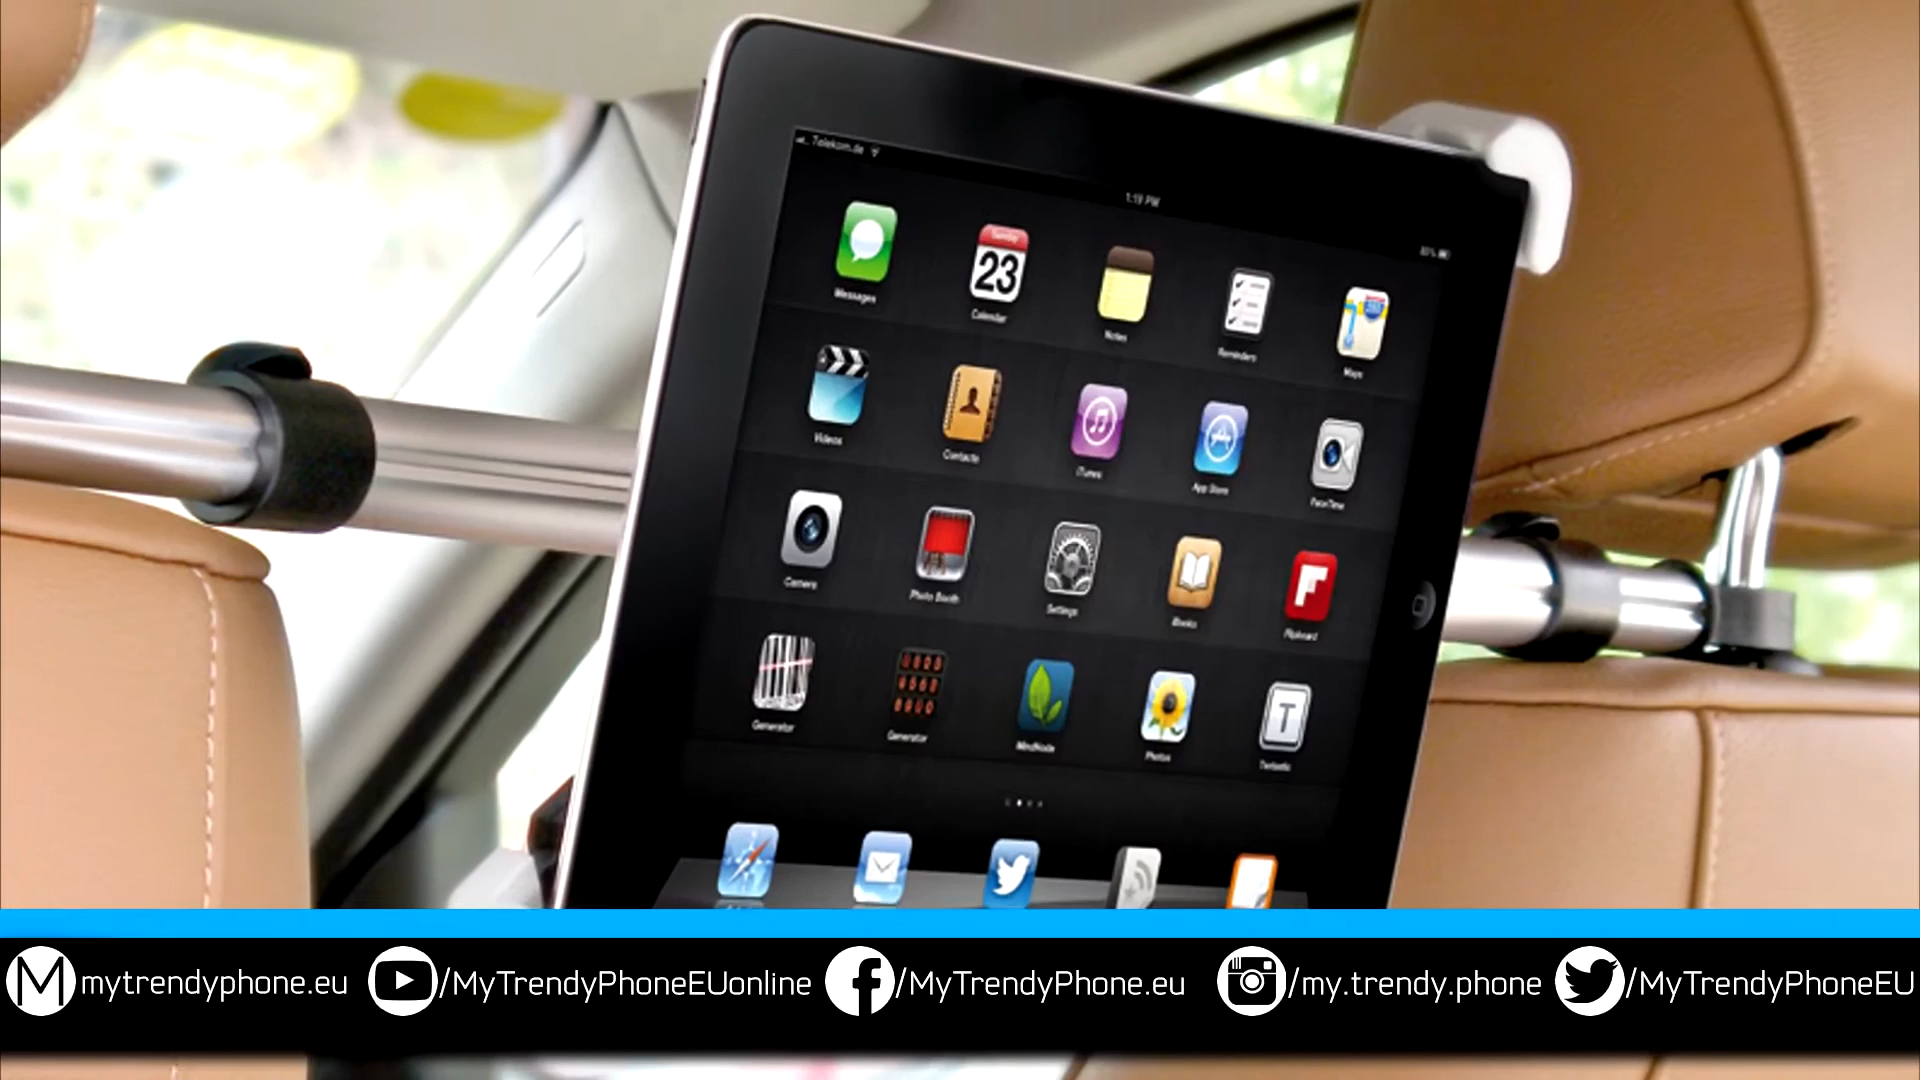 Telekom.de
1:19 PM
Sunday
23
Messages
Calendar
Notes
Reminders
Maps
Videos
Contacts
iTunes
App Store
FaceTime
Camera
Photo Booth
Settings
iBooks
Flipboard
Generator
Generator
MindNode
Photos
T
M mytrendyphone.eu /MyTrendyPhoneEUonline /MyTrendyPhone.eu /my.trendy.phone /MyTrendyPhoneEU